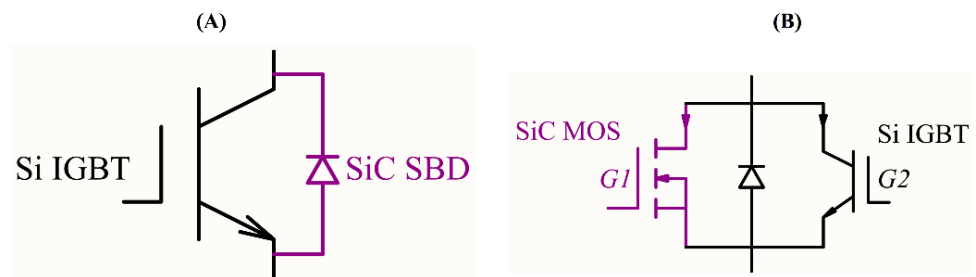 (A)
(B)
Si IGBT
SiC SBD
SiC MOS
G1
Si IGBT
G2